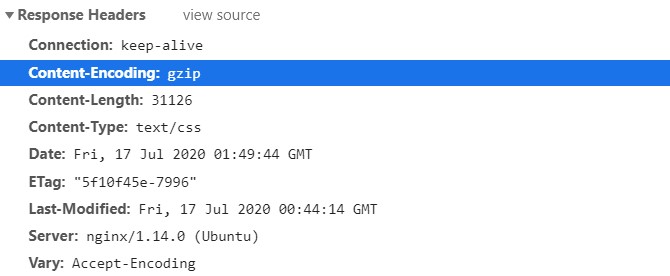 Response Headers view source
Connection: keep-alive
Content-Encoding: gzip
Content-Length: 31126
Content-Type: text/css
Date: Fri, 17 Jul 2020 01:49:44 GMT
ETag: "5f10f45e-7996"
Last-Modified: Fri, 17 Jul 2020 00:44:14 GMT
Server: nginx/1.14.0 (Ubuntu)
Vary: Accept-Encoding